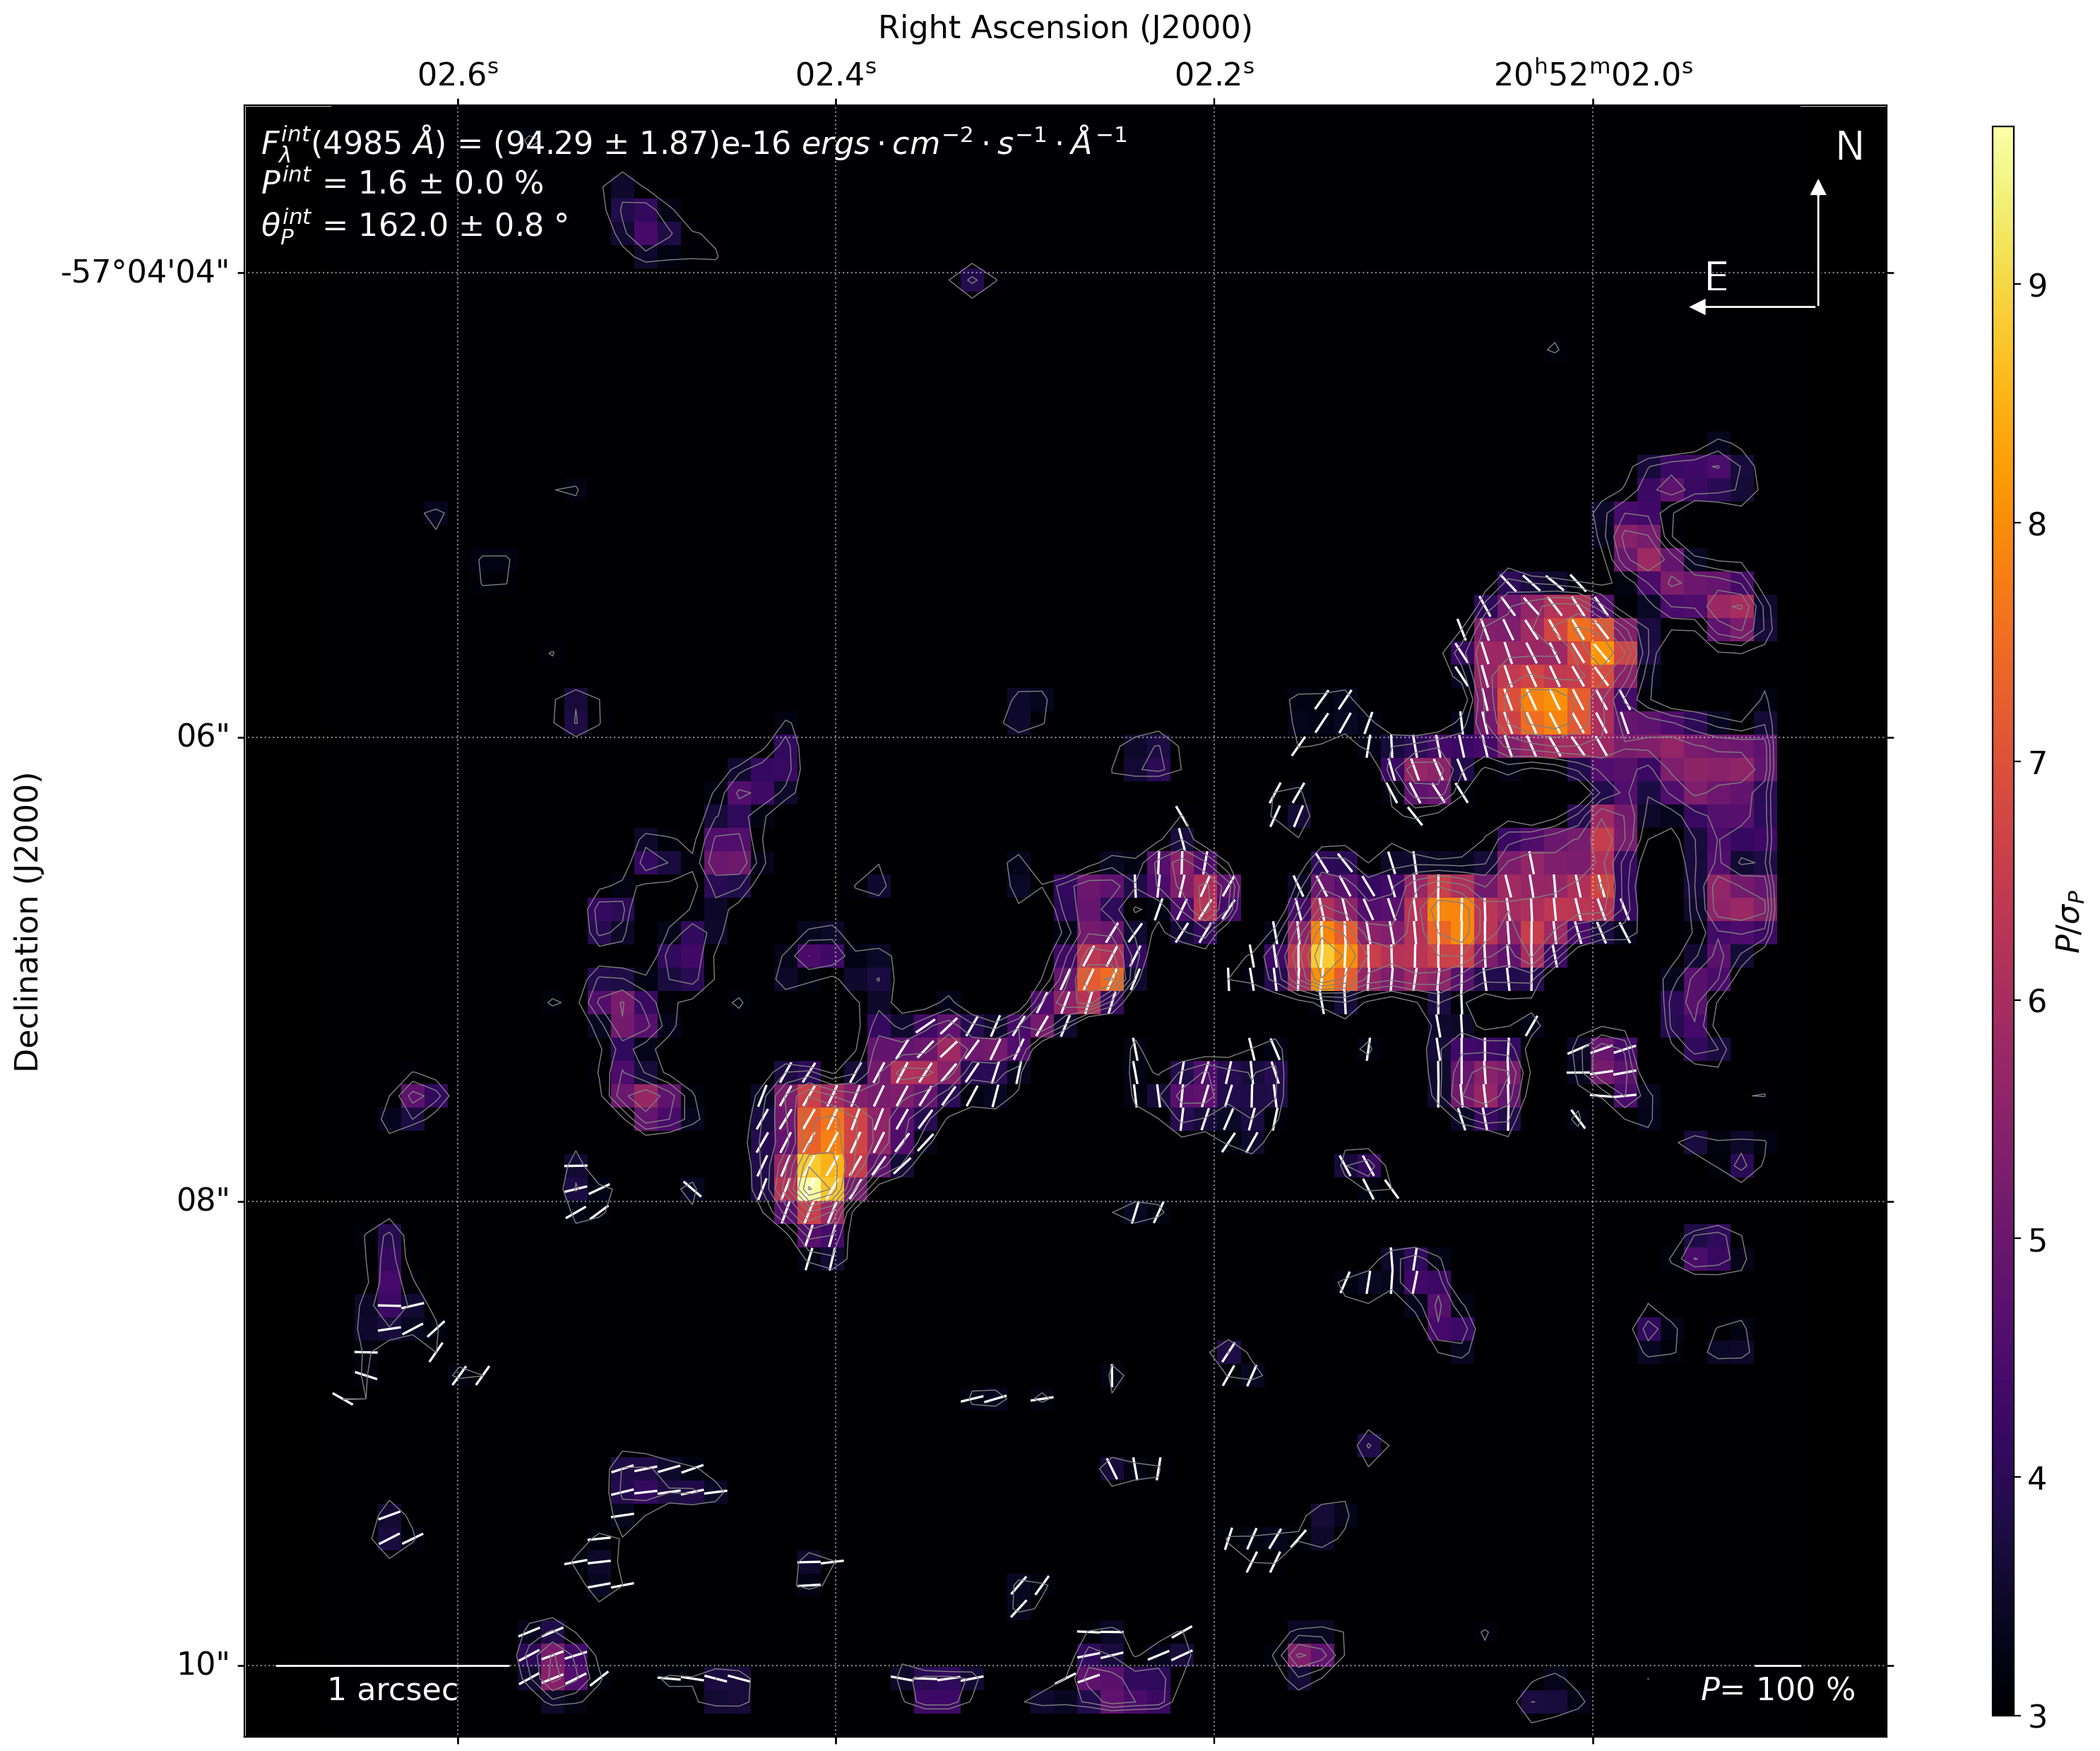 Right Ascension (J2000)
02.6ˢ 02.4ˢ 02.2ˢ 20ʰ52ᵐ02.0ˢ
F_λ^int(4985 Å) = (94.29 ± 1.87)e-16 ergs · cm⁻² · s⁻¹ · Å⁻¹
P^int = 1.6 ± 0.0 %
θ_P^int = 162.0 ± 0.8 °
N
E
-57°04'04"
06"
08"
10"
Declination (J2000)
1 arcsec
P= 100 %
9
8
7
6
5
4
3
P/σ_P